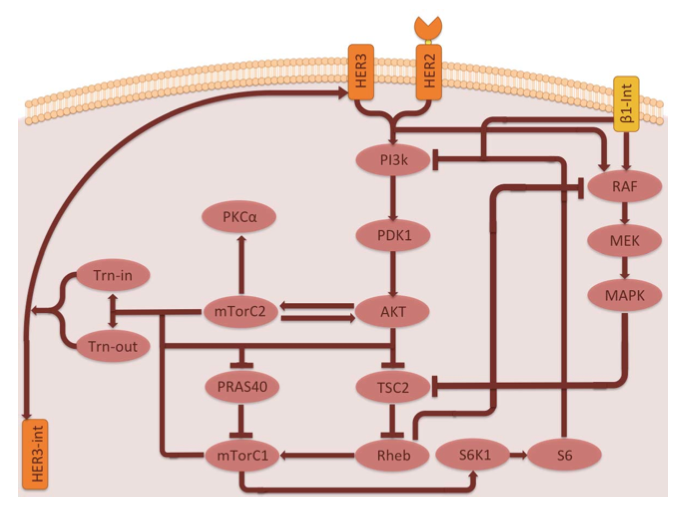 HER3
HER2
β1-Int
PI3k
RAF
PKCα
PDK1
MEK
Trn-in
MAPK
mTorC2
AKT
Trn-out
PRAS40
TSC2
HER3-int
mTorC1
Rheb
S6K1
S6